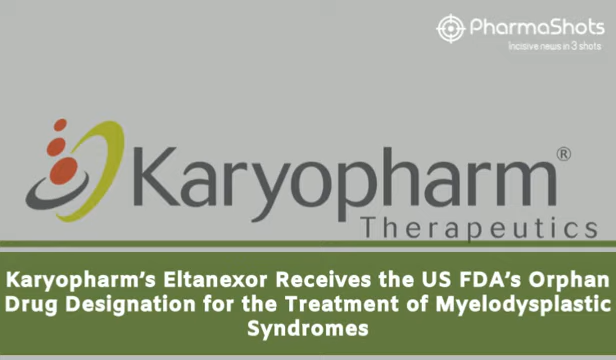 PharmaShots
Incisive news in 3 shots
Karyopharm®
Therapeutics
Karyopharm’s Eltanexor Receives the US FDA’s Orphan
Drug Designation for the Treatment of Myelodysplastic
Syndromes